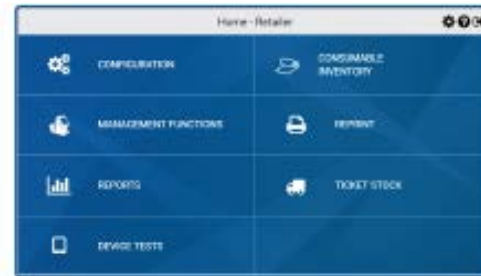 Home - Retailer
CONFIGURATION
CONSUMABLE
INVENTORY
MANAGEMENT FUNCTIONS
REPRINT
REPORTS
TICKET STOCK
DEVICE TESTS